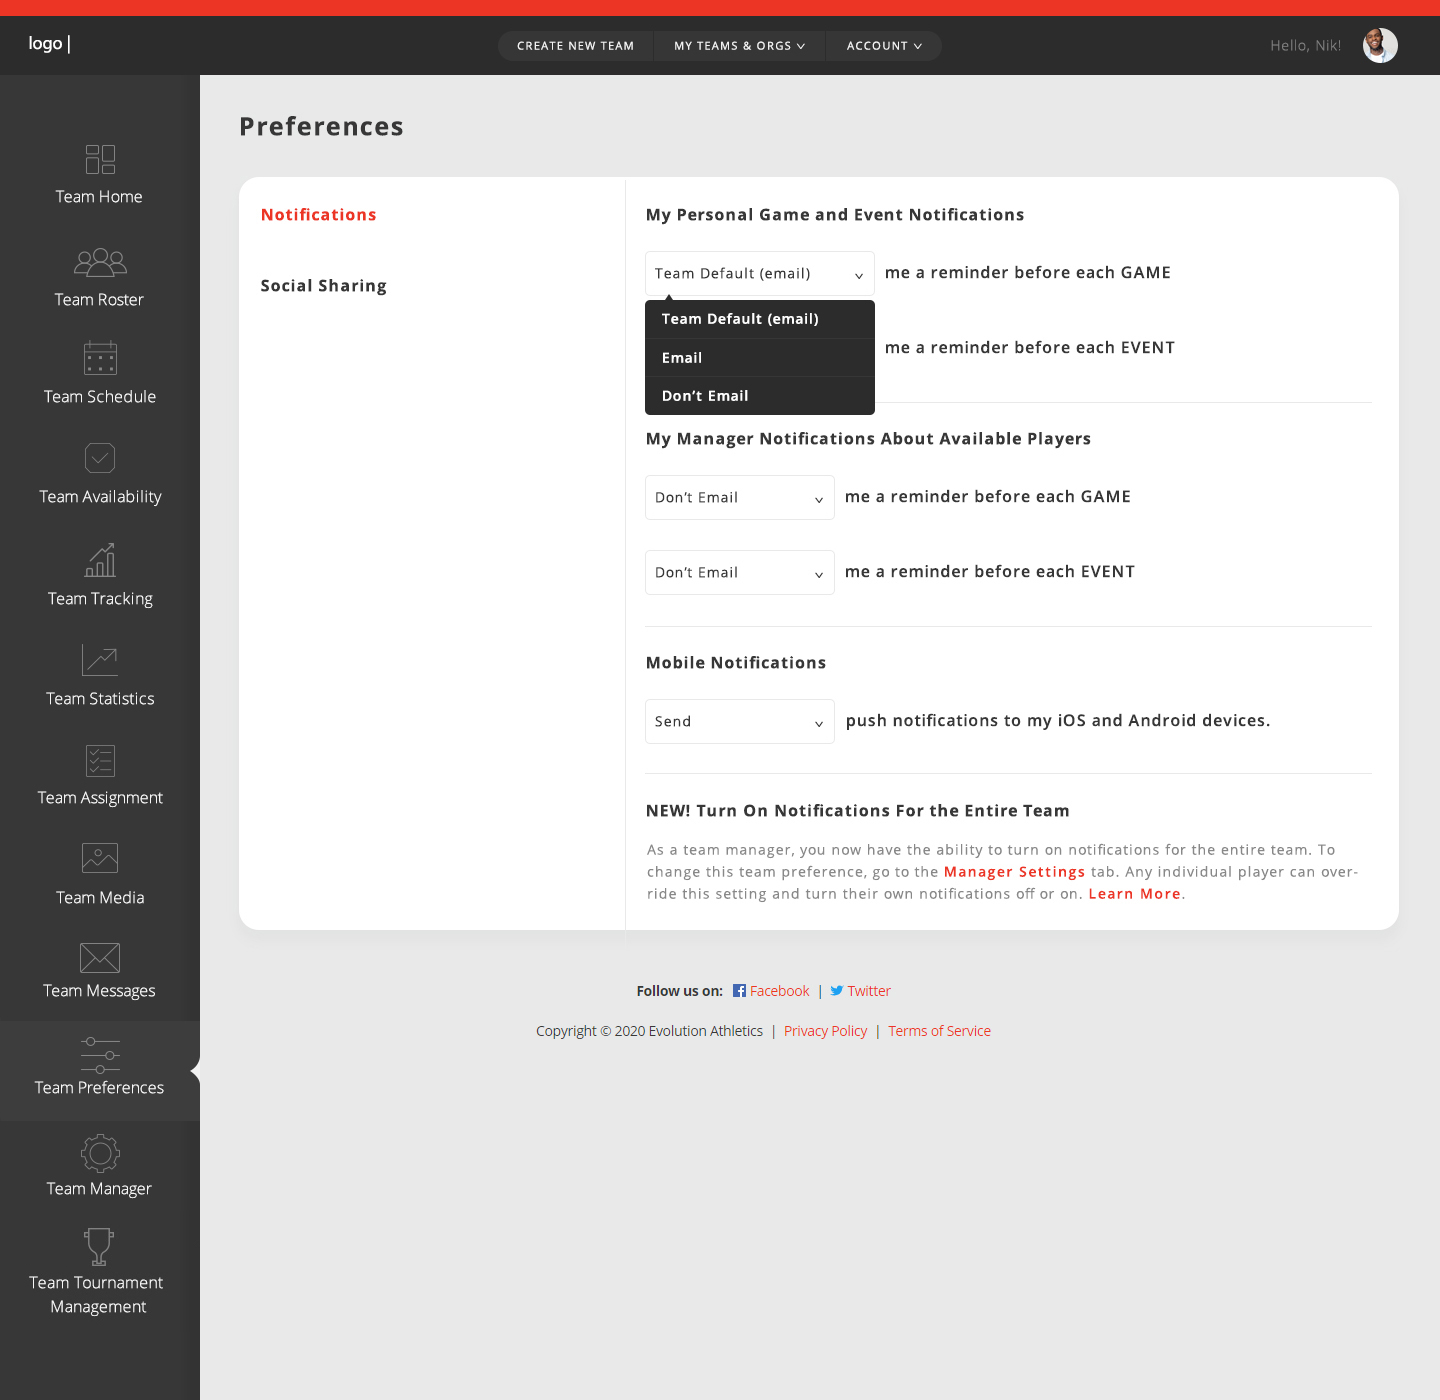 logo |
CREATE NEW TEAM
MY TEAMS & ORGS
ACCOUNT
Hello, Nik!
Team Home
Team Roster
Team Schedule
Team Availability
Team Tracking
Team Statistics
Team Assignment
Team Media
Team Messages
Team Preferences
Team Manager
Team Tournament
Management
Preferences
Notifications
Social Sharing
My Personal Game and Event Notifications
Team Default (email) me a reminder before each GAME
Team Default (email)
Email
Don’t Email
me a reminder before each EVENT
My Manager Notifications About Available Players
Don’t Email me a reminder before each GAME
Don’t Email me a reminder before each EVENT
Mobile Notifications
Send push notifications to my iOS and Android devices.
NEW! Turn On Notifications For the Entire Team
As a team manager, you now have the ability to turn on notifications for the entire team. To
change this team preference, go to the Manager Settings tab. Any individual player can over-
ride this setting and turn their own notifications off or on. Learn More.
Follow us on: Facebook | Twitter
Copyright © 2020 Evolution Athletics | Privacy Policy | Terms of Service